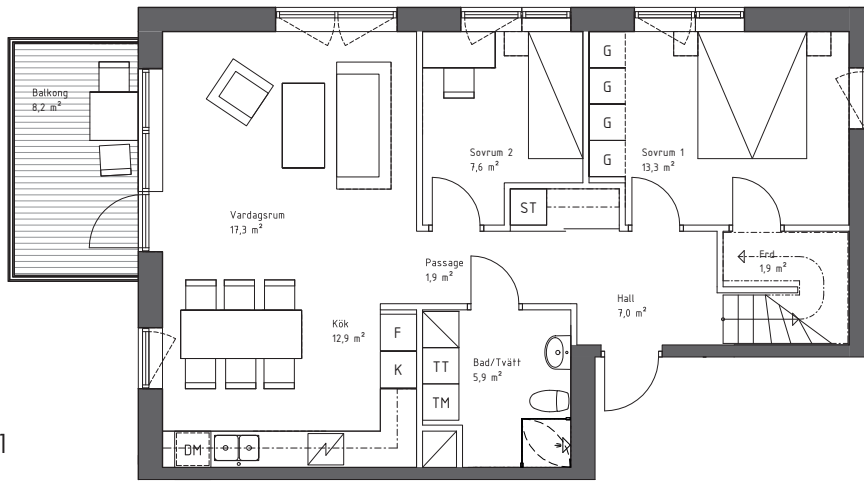 Balkong
8,2 m²
Vardagsrum
17,3 m²
Sovrum 2
7,6 m²
G
G
G
G
Sovrum 1
13,3 m²
ST
Passage
1,9 m²
Frd
1,9 m²
Hall
7,0 m²
Kök
12,9 m²
F
K
TT
TM
Bad/Tvätt
5,9 m²
DM
1